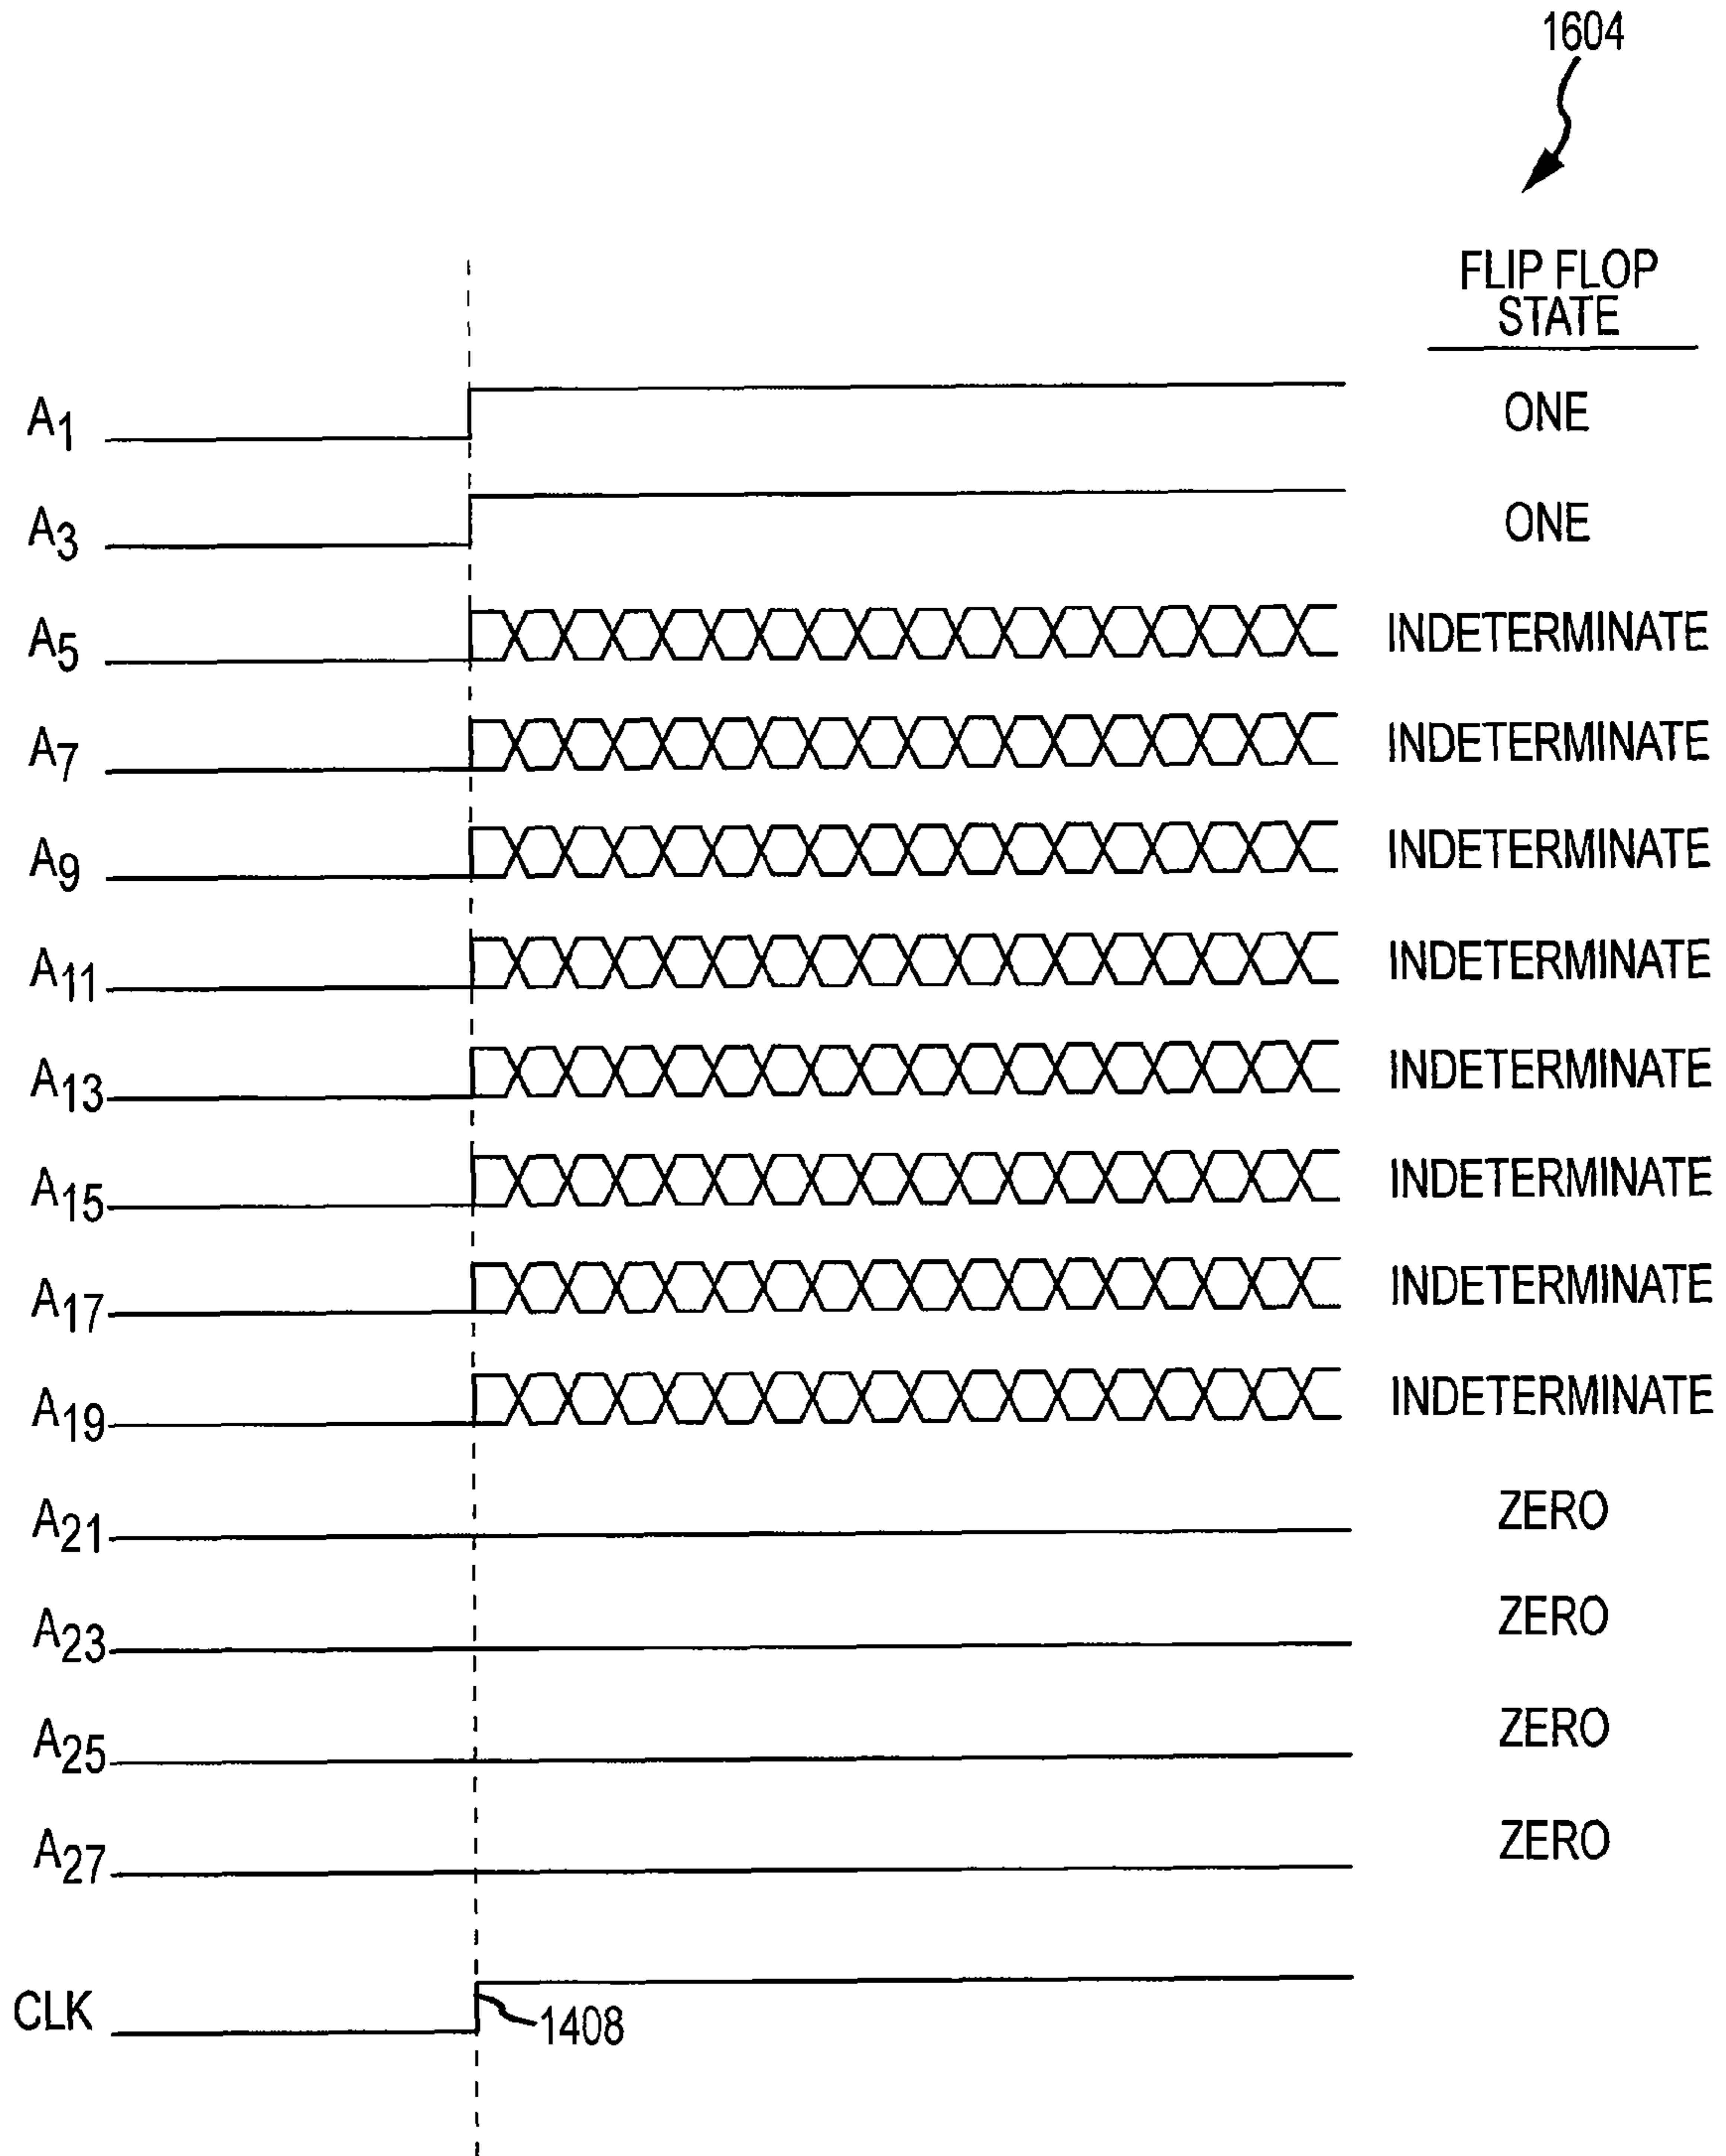 1604
FLIP FLOP
STATE
A1 ONE
A3 ONE
A5 INDETERMINATE
A7 INDETERMINATE
A9 INDETERMINATE
A11 INDETERMINATE
A13 INDETERMINATE
A15 INDETERMINATE
A17 INDETERMINATE
A19 INDETERMINATE
A21 ZERO
A23 ZERO
A25 ZERO
A27 ZERO
CLK 1408